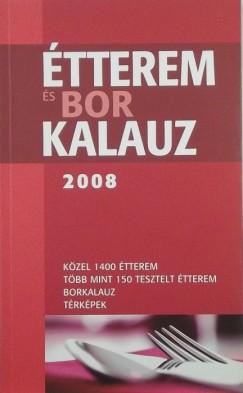 ÉTTEREM
ÉS BOR
KALAUZ
2008
KÖZEL 1400 ÉTTEREM
TÖBB MINT 150 TESZTELT ÉTTEREM
BORKALAUZ
TÉRKÉPEK